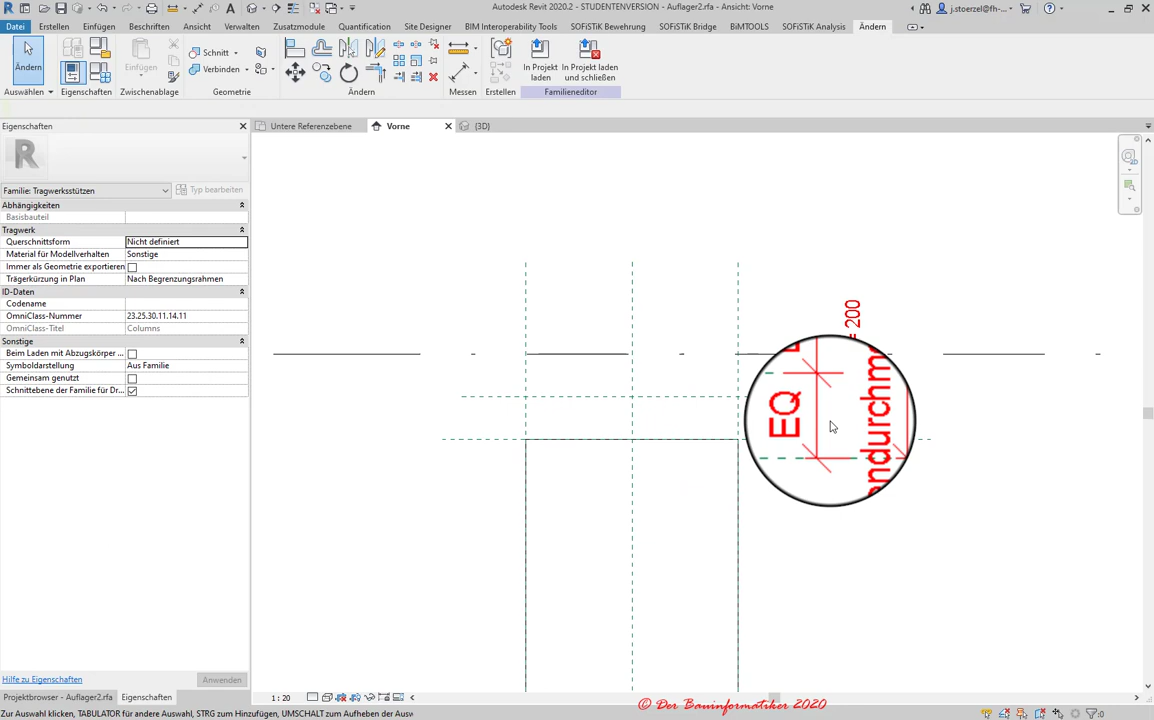 Autodesk Revit 2020.2 - STUDENTENVERSION - Auflager2.rfa - Ansicht: Vorne
j.stoerzel@fh-...
Datei Erstellen Einfügen Beschriften Ansicht Verwalten Zusatzmodule Quantification Site Designer BIM Interoperability Tools SOFiSTiK Bewehrung SOFiSTiK Bridge BiMTOOLS SOFiSTiK Analysis Ändern
Ändern
Einfügen
Schnitt
Verbinden
In Projekt laden
In Projekt laden und schließen
Auswählen Eigenschaften Zwischenablage Geometrie Ändern Messen Erstellen Familieneditor
Eigenschaften
Untere Referenzebene Vorne {3D}
Familie: Tragwerksstützen Typ bearbeiten
Abhängigkeiten
Basisbauteil
Tragwerk
Querschnittsform Nicht definiert
Material für Modellverhalten Sonstige
Immer als Geometrie exportieren
Trägerkürzung in Plan Nach Begrenzungsrahmen
ID-Daten
Codename
OmniClass-Nummer 23.25.30.11.14.11
OmniClass-Titel Columns
Sonstige
Beim Laden mit Abzugskörper ...
Symboldarstellung Aus Familie
Gemeinsam genutzt
Schnittebene der Familie für Dr...
= 200
EQ
endurchm
Hilfe zu Eigenschaften Anwenden
Projektbrowser - Auflager2.rfa Eigenschaften
1 : 20
© Der Bauinformatiker 2020
Zur Auswahl klicken, TABULATOR für andere Auswahl, STRG zum Hinzufügen, UMSCHALT zum Aufheben der Ausw
:0